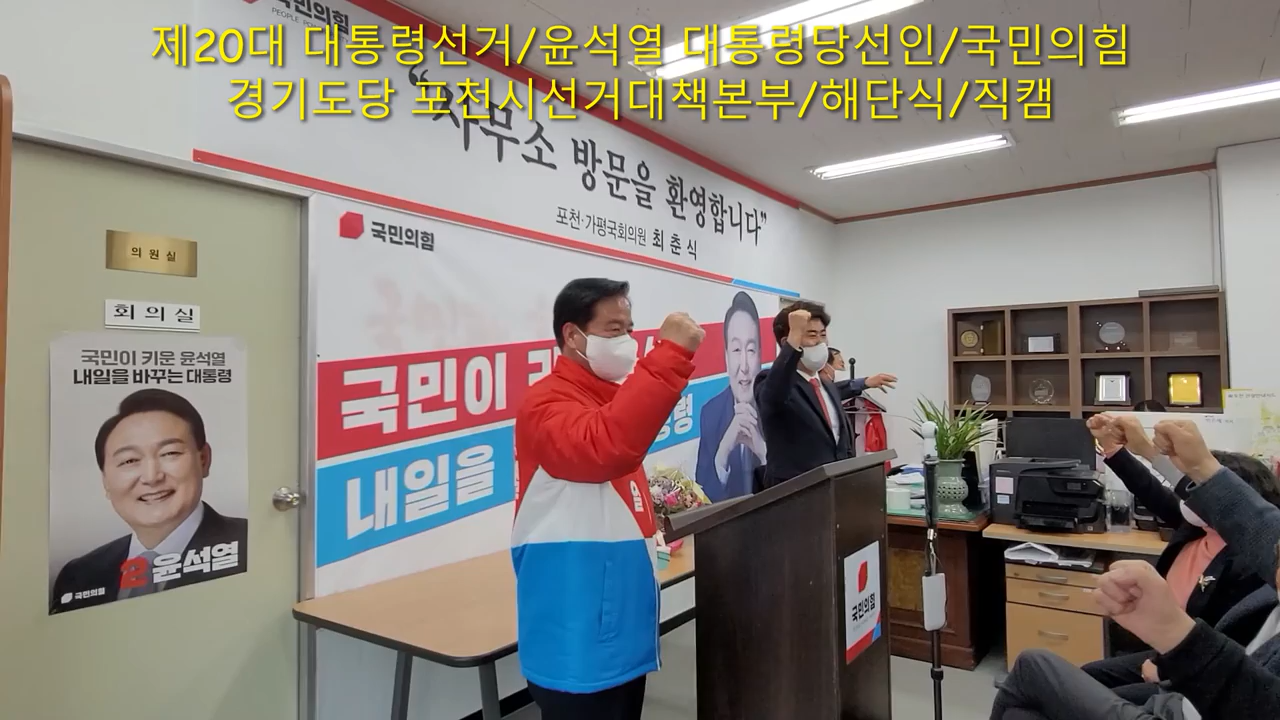 제20대 대통령선거/윤석열 대통령당선인/국민의힘
경기도당 포천시선거대책본부/해단식/직캠
국민의힘
“사무소 방문을 환영합니다”
포천·가평국회의원 최춘식
국민의힘
국민이
내일을
의원실
회의실
국민이 키운 윤석열
내일을 바꾸는 대통령
2 윤석열
국민의힘
국민의힘